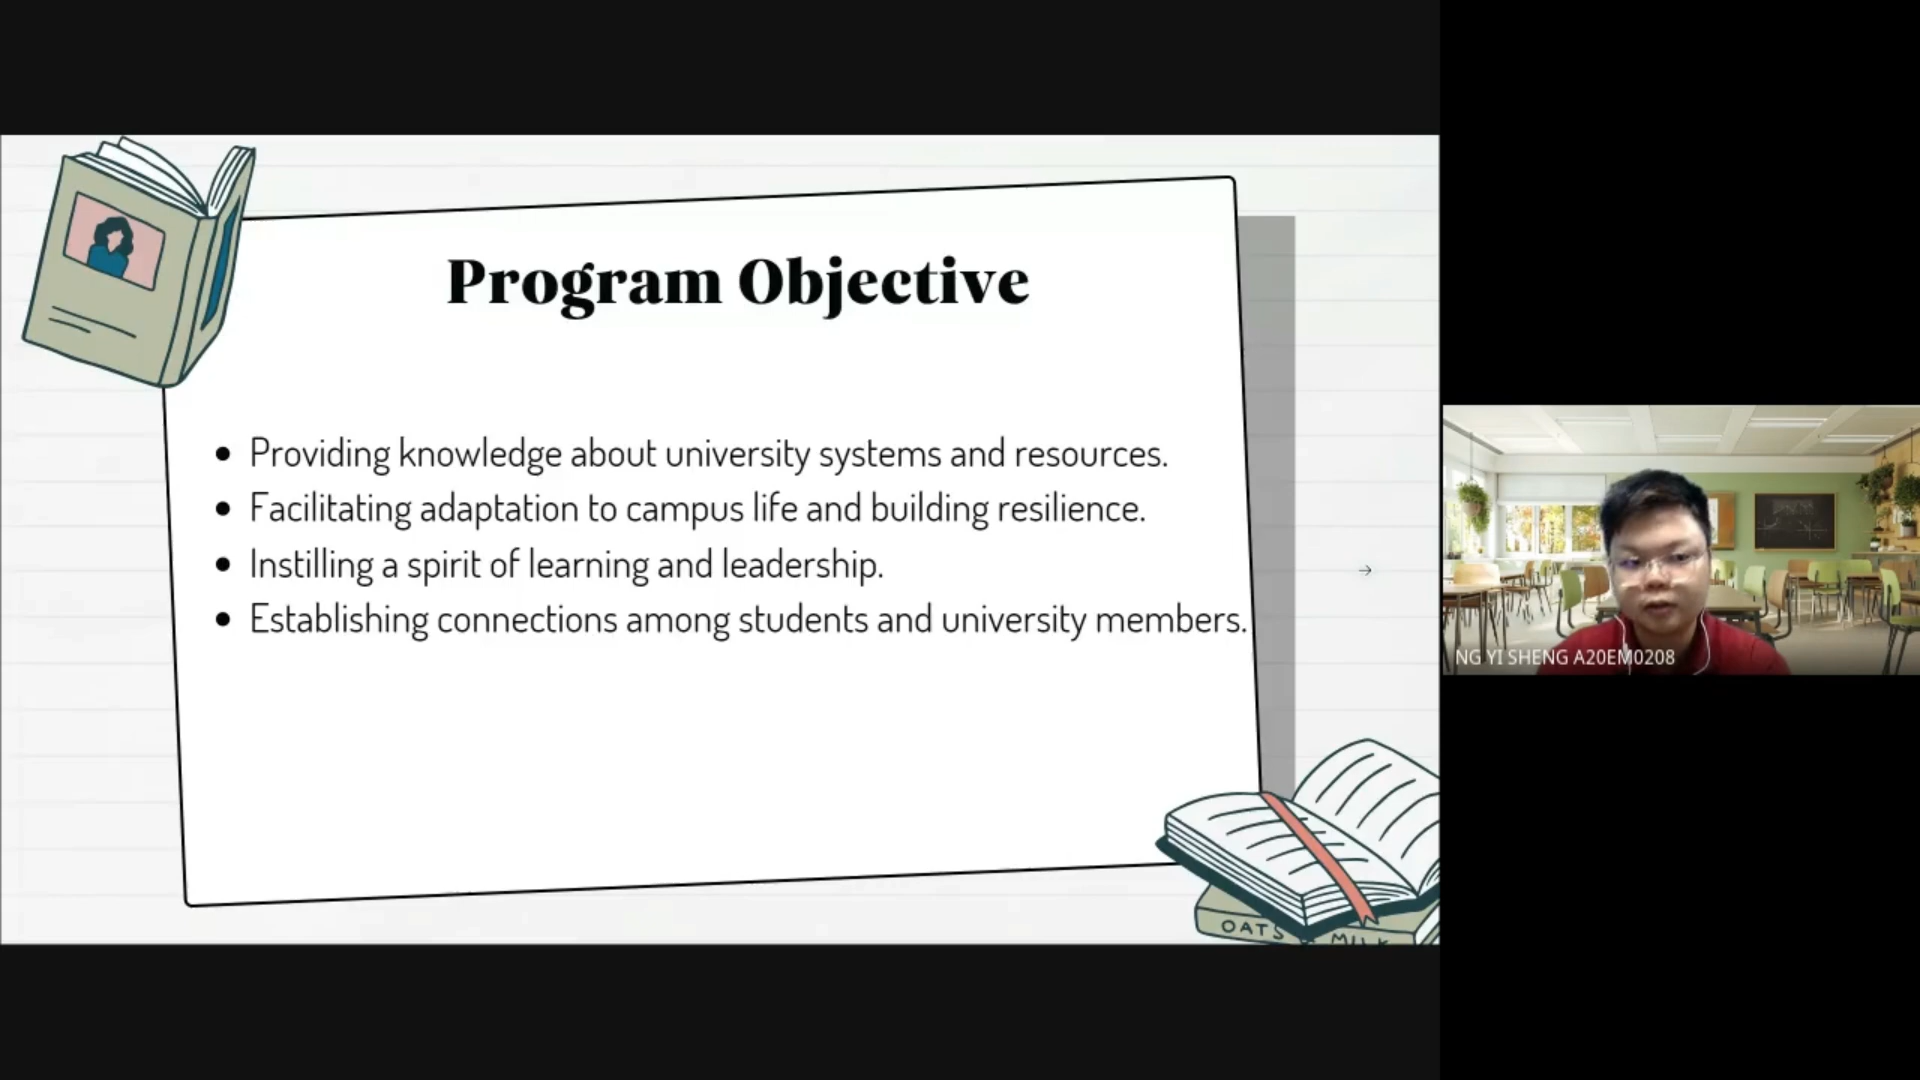 Program Objective
• Providing knowledge about university systems and resources.
• Facilitating adaptation to campus life and building resilience.
• Instilling a spirit of learning and leadership.
• Establishing connections among students and university members.
NG YI SHENG A20EM0208
OATS MILK